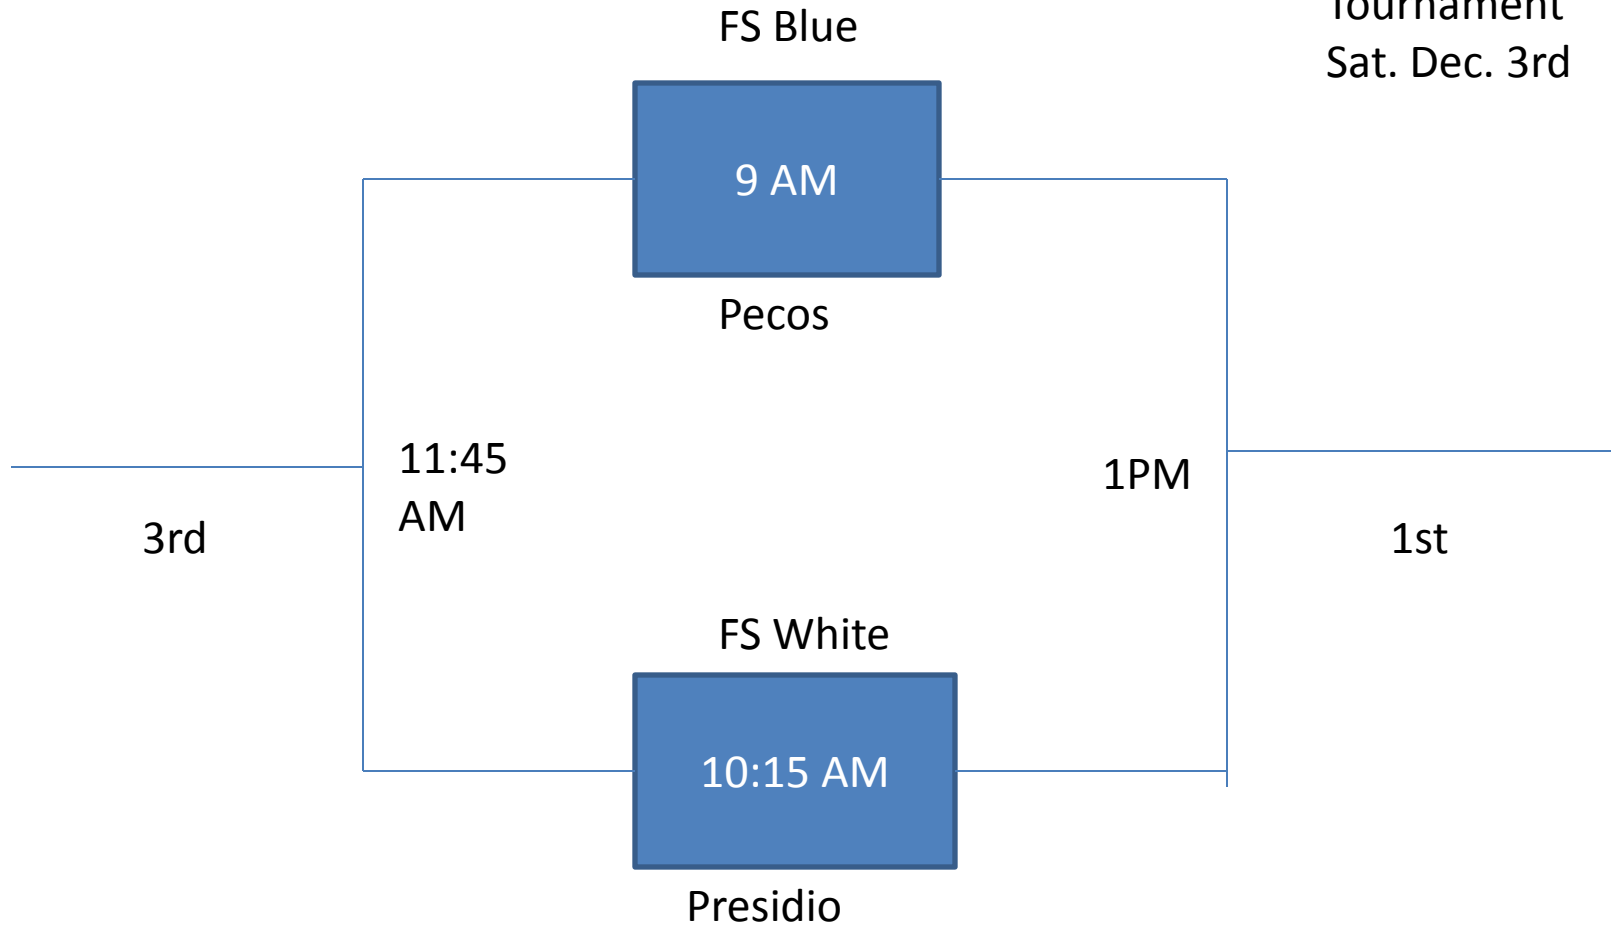 Tournament
Sat. Dec. 3rd
FS Blue
9 AM
Pecos
11:45
AM
1PM
3rd
1st
FS White
10:15 AM
Presidio